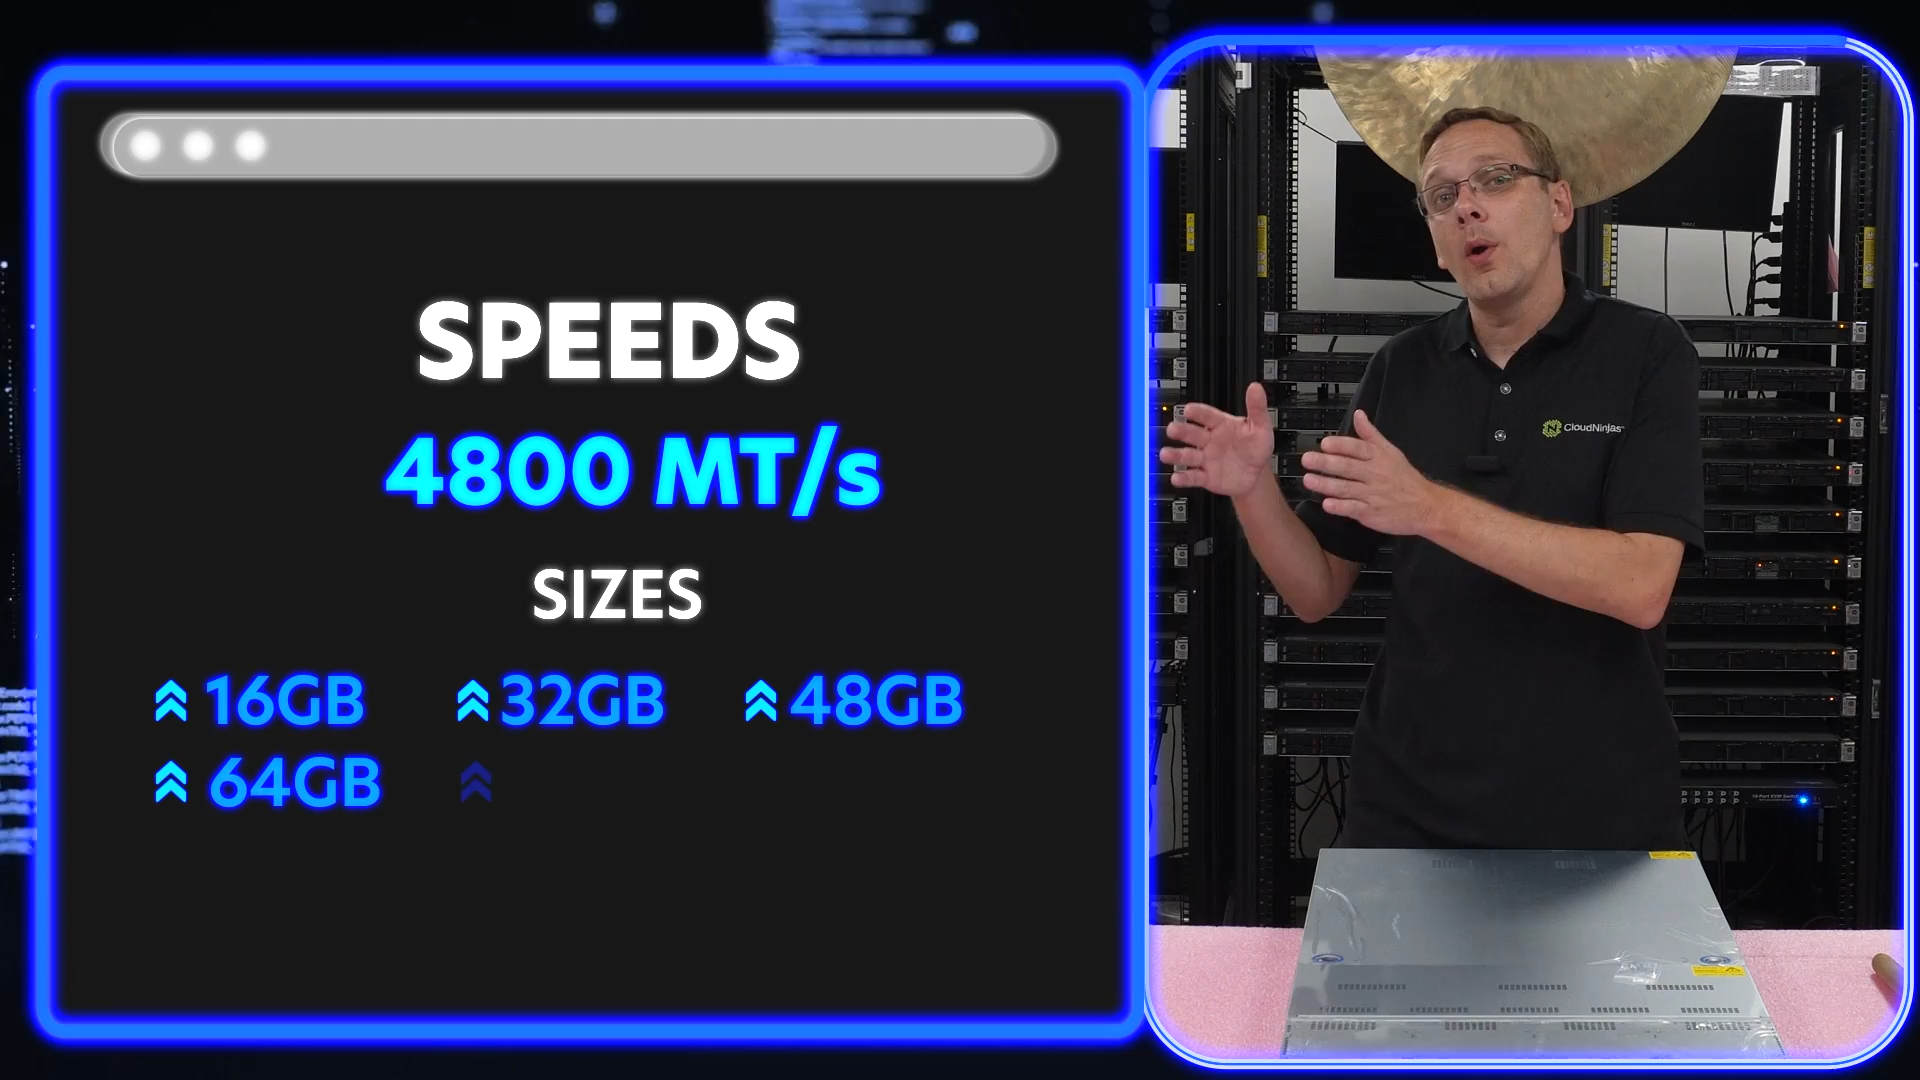 SPEEDS
4800 MT/s
SIZES
16GB 32GB 48GB
64GB
CloudNinjas